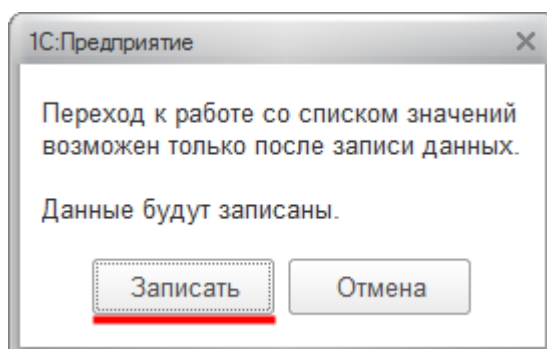 1С:Предприятие
Переход к работе со списком значений
возможен только после записи данных.
Данные будут записаны.
Записать
Отмена